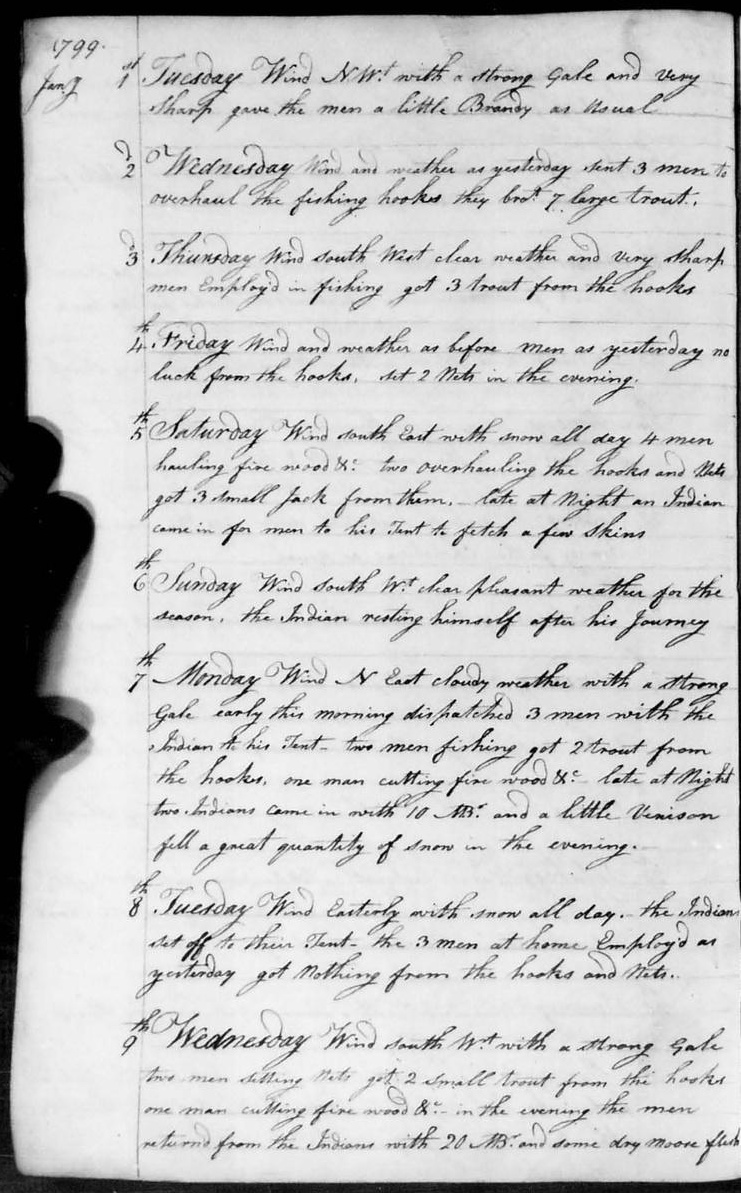 1799.
Jany 1st Tuesday Wind N Wt. with a strong Gale and very
sharp gave the men a little Brandy as usual
2d Wednesday Wind and weather as yesterday sent 3 men to
overhaul the fishing hooks they brot. 7 large trout.
3d Thursday Wind south West clear weather and very sharp
men Employ'd in fishing got 3 trout from the hooks
4th Friday Wind and weather as before men as yesterday no
luck from the hooks, set 2 Nets in the evening.
5th Saturday Wind south East with snow all day 4 men
hauling fire wood &c. two overhauling the hooks and Nets
got 3 small Jack from them. - late at Night an Indian
came in for men to his Tent to fetch a few skins
6th Sunday Wind south Wt. clear pleasant weather for the
season, the Indian resting himself after his Journey
7th Monday Wind N East cloudy weather with a strong
Gale early this morning dispatched 3 men with the
Indian to his Tent - two men fishing got 2 trout from
the hooks, one man cutting fire wood &c - late at Night
two Indians came in with 10 MBr. and a little Venison
fell a great quantity of snow in the evening.
8th Tuesday Wind Easterly with snow all day. - the Indians
set off to their Tent - the 3 men at home Employ'd as
yesterday got Nothing from the hooks and Nets.
9th Wednesday Wind south Wt with a strong Gale
two men setting Nets got 2 small trout from the hooks
one man cutting fire wood &c - in the evening the men
returnd from the Indians with 20 MBr. and some dry moose flesh